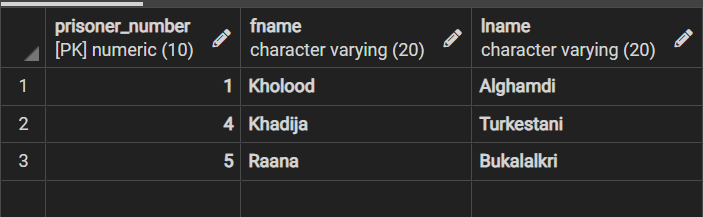 prisoner_number fname lname
[PK] numeric (10) character varying (20) character varying (20)
1 1 Kholood Alghamdi
2 4 Khadija Turkestani
3 5 Raana Bukalalkri